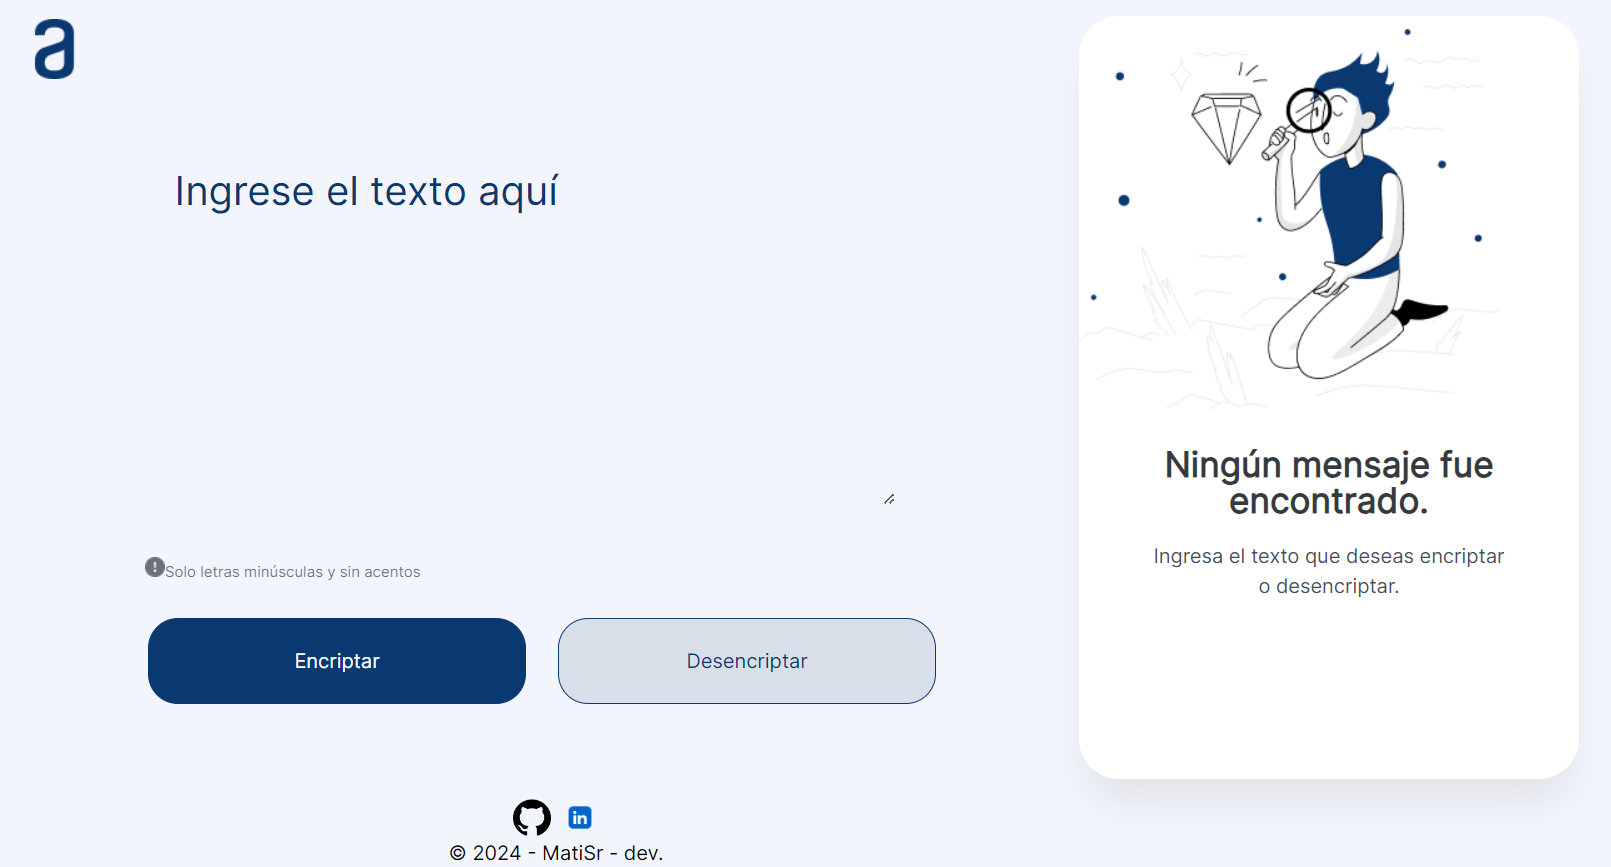 a
Ingrese el texto aquí
Solo letras minúsculas y sin acentos
Encriptar
Desencriptar
Ningún mensaje fue
encontrado.
Ingresa el texto que deseas encriptar
o desencriptar.
in
© 2024 - MatiSr - dev.